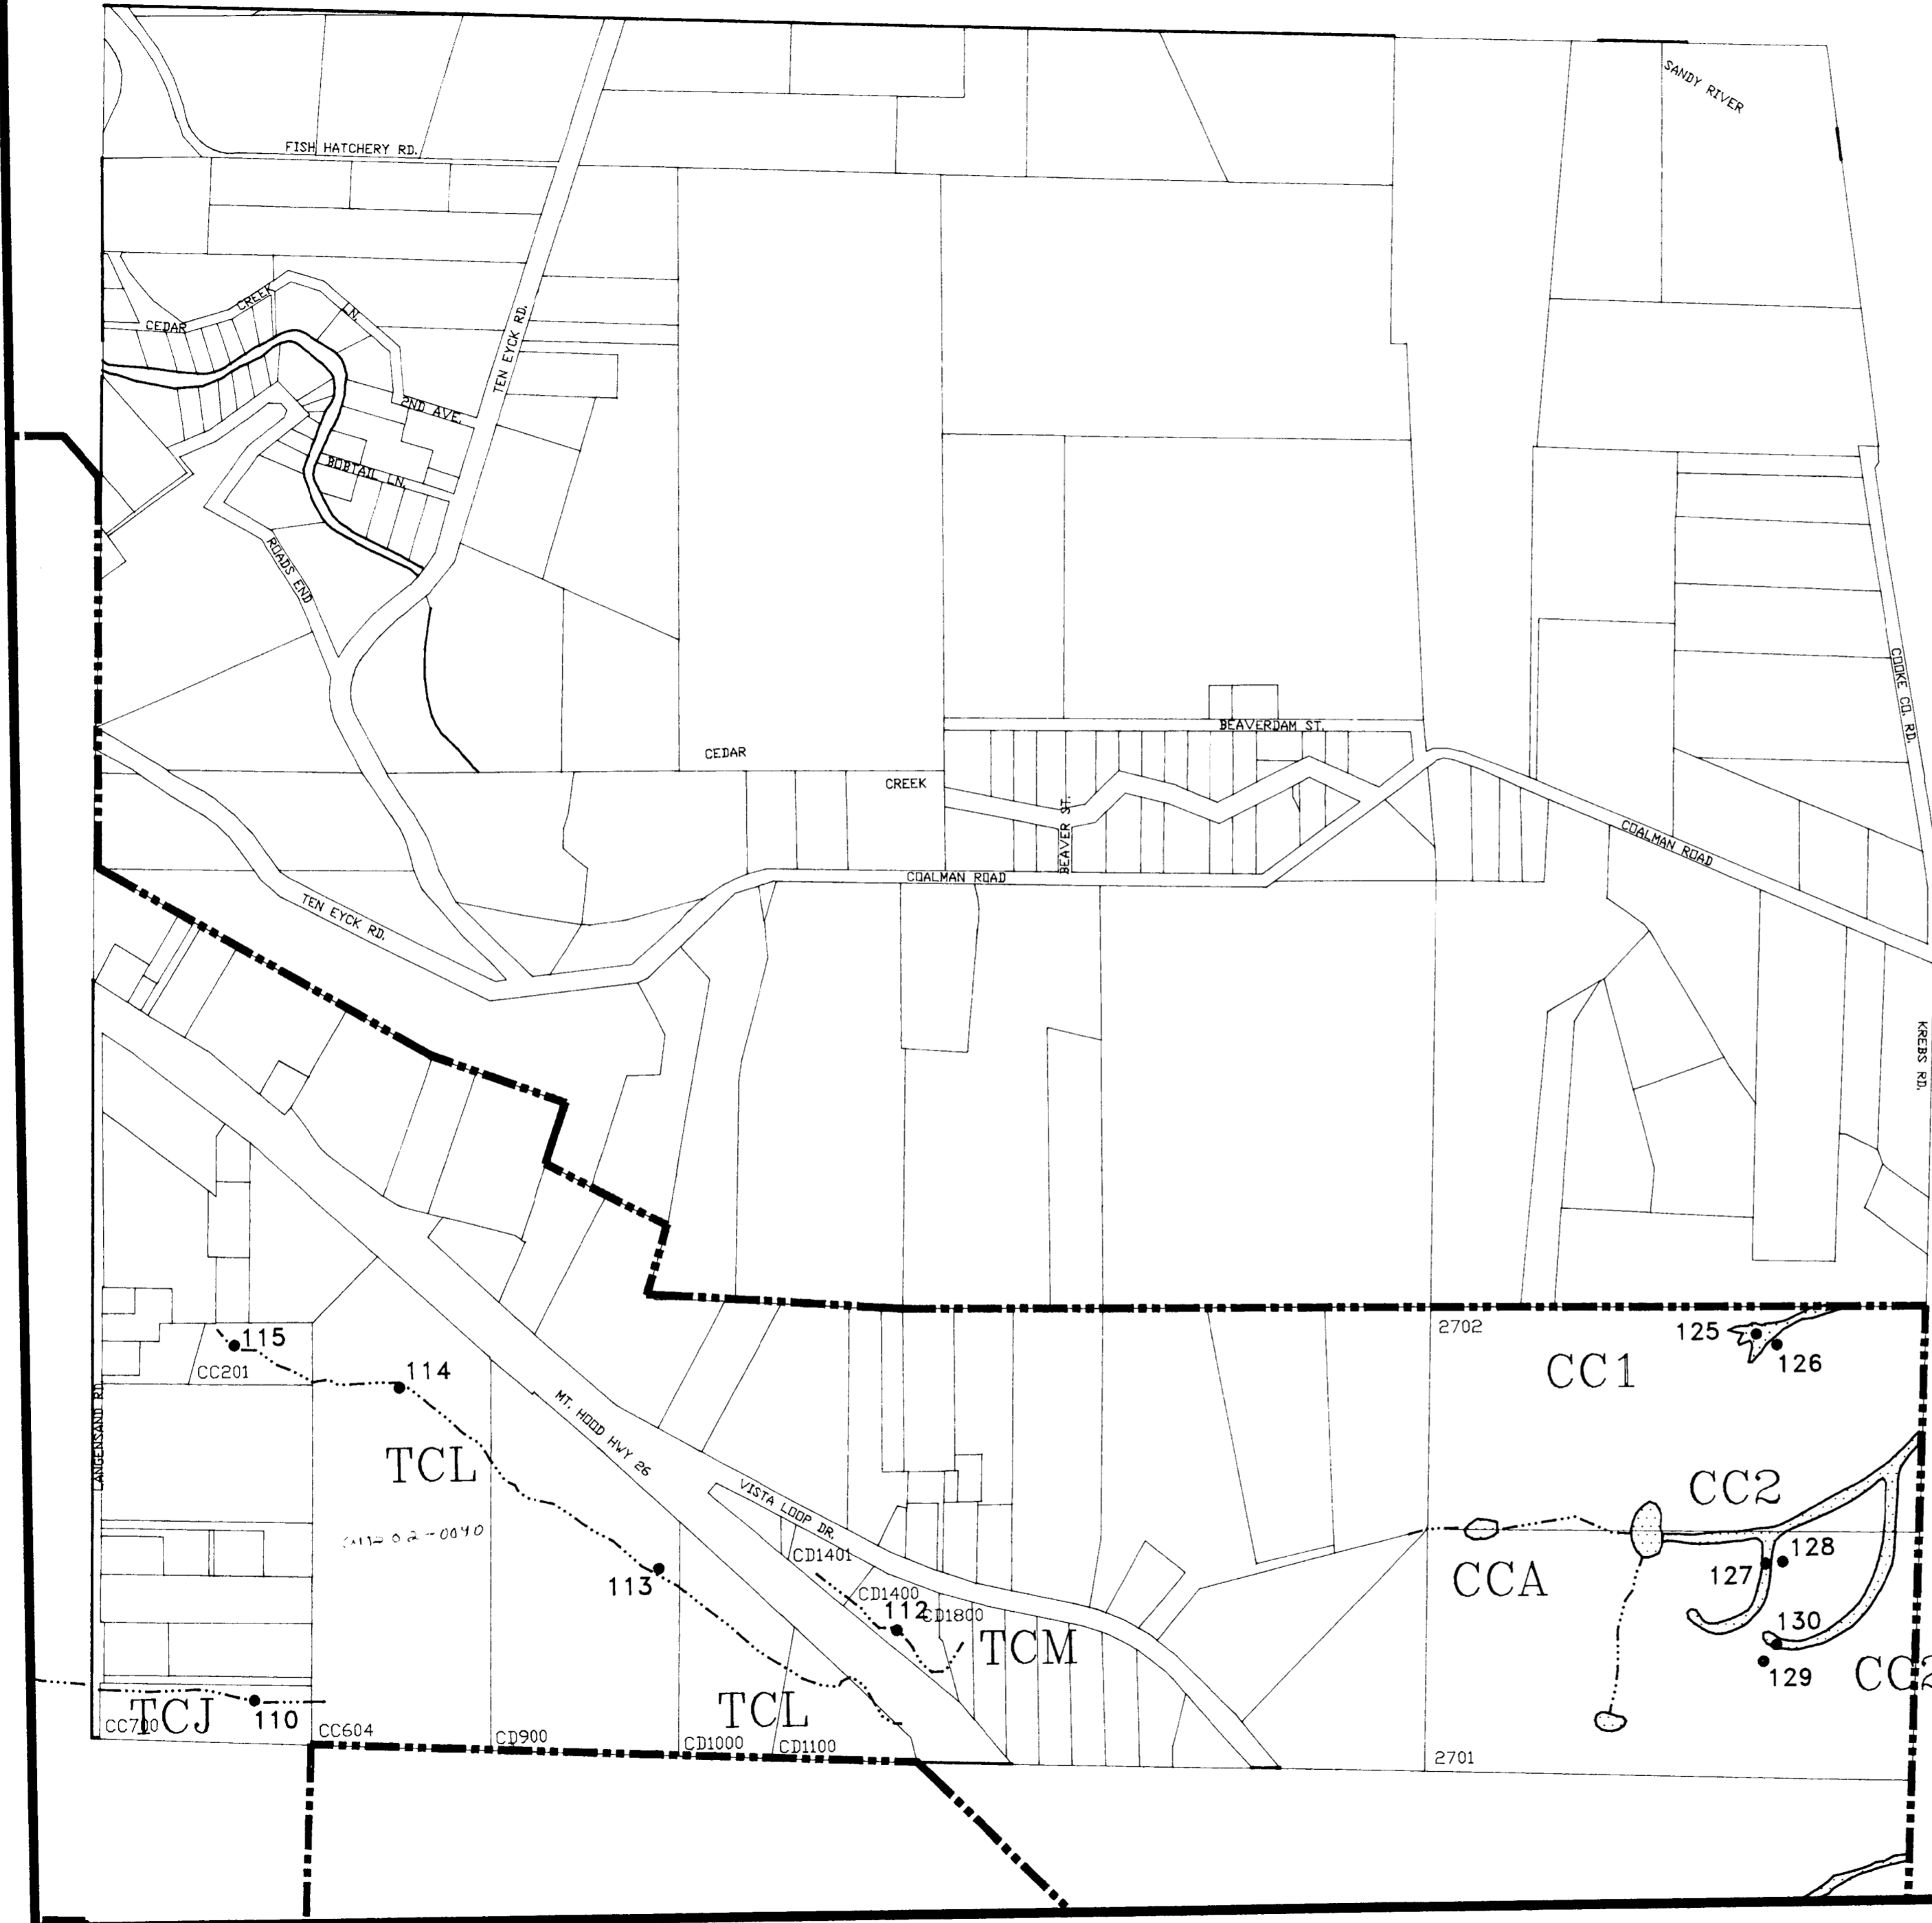 SANDY RIVER
FISH HATCHERY RD.
CEDAR CREEK LN.
TEN EYCK RD.
2ND AVE.
BOBTAIL LN.
ROADS END
COOKE CO. RD.
BEAVERDAM ST.
CEDAR
CREEK
BEAVER ST.
COALMAN ROAD
COALMAN ROAD
TEN EYCK RD.
KREBS RD.
2702
125
126
CC1
115
114
CC201
LANGENSAND RD.
MT. HOOD HWY 26
TCL
VISTA LOOP DR.
CC2
CD1401
113
CD1400
112
CD1800
CCA
127
128
130
129
TCM
TCJ
110
TCL
CC700
CC604
CD900
CD1000
CD1100
2701